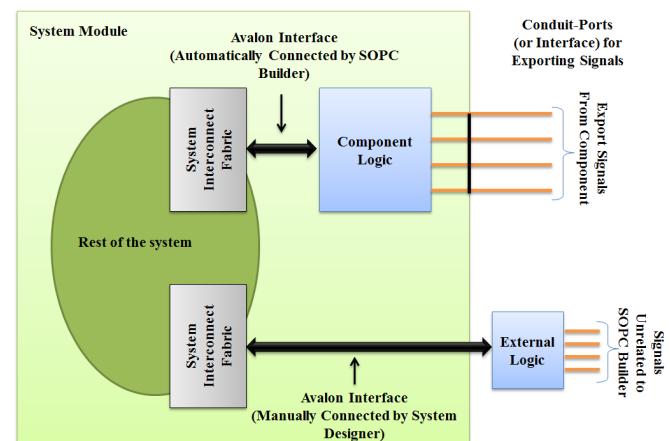 System Module
Avalon Interface
(Automatically Connected by SOPC
Builder)
Conduit-Ports
(or Interface) for
Exporting Signals
System
Interconnect
Fabric
Component
Logic
Export Signals
From Component
Rest of the system
System
Interconnect
Fabric
External
Logic
Signals
Unrelated to
SOPC Builder
Avalon Interface
(Manually Connected by System
Designer)